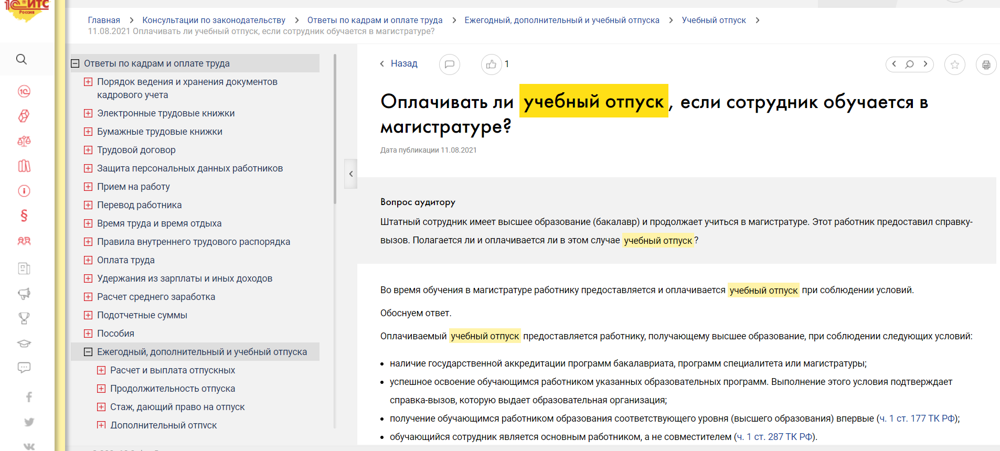 1С ИТС
Россия
Главная > Консультации по законодательству > Ответы по кадрам и оплате труда > Ежегодный, дополнительный и учебный отпуска > Учебный отпуск >
11.08.2021 Оплачивать ли учебный отпуск, если сотрудник обучается в магистратуре?
Ответы по кадрам и оплате труда
Порядок ведения и хранения документов
кадрового учета
Электронные трудовые книжки
Бумажные трудовые книжки
Трудовой договор
Защита персональных данных работников
Прием на работу
Перевод работника
Время труда и время отдыха
Правила внутреннего трудового распорядка
Оплата труда
Удержания из зарплаты и иных доходов
Расчет среднего заработка
Подотчетные суммы
Пособия
Ежегодный, дополнительный и учебный отпуска
Расчет и выплата отпускных
Продолжительность отпуска
Стаж, дающий право на отпуск
Дополнительный отпуск
Назад
1
Оплачивать ли учебный отпуск, если сотрудник обучается в
магистратуре?
Дата публикации 11.08.2021
Вопрос аудитору
Штатный сотрудник имеет высшее образование (бакалавр) и продолжает учиться в магистратуре. Этот работник предоставил справку-
вызов. Полагается ли и оплачивается ли в этом случае учебный отпуск?
Во время обучения в магистратуре работнику предоставляется и оплачивается учебный отпуск при соблюдении условий.
Обоснуем ответ.
Оплачиваемый учебный отпуск предоставляется работнику, получающему высшее образование, при соблюдении следующих условий:
• наличие государственной аккредитации программ бакалавриата, программ специалитета или магистратуры;
• успешное освоение обучающимся работником указанных образовательных программ. Выполнение этого условия подтверждает
справка-вызов, которую выдает образовательная организация;
• получение обучающимся работником образования соответствующего уровня (высшего образования) впервые (ч. 1 ст. 177 ТК РФ);
• обучающийся сотрудник является основным работником, а не совместителем (ч. 1 ст. 287 ТК РФ).